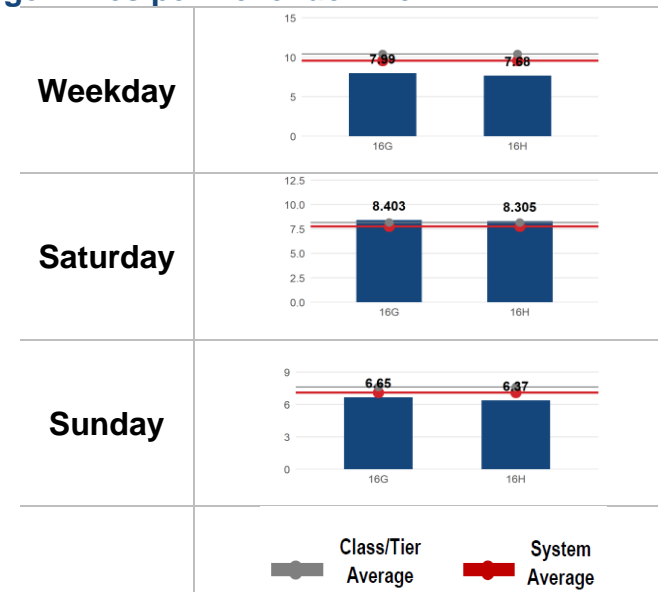 Weekday
15
10
5
0
7.99
7.68
16G
16H
Saturday
12.5
10.0
7.5
5.0
2.5
0.0
8.403
8.305
16G
16H
Sunday
9
6
3
0
6.65
6.37
16G
16H
Class/Tier
Average
System
Average